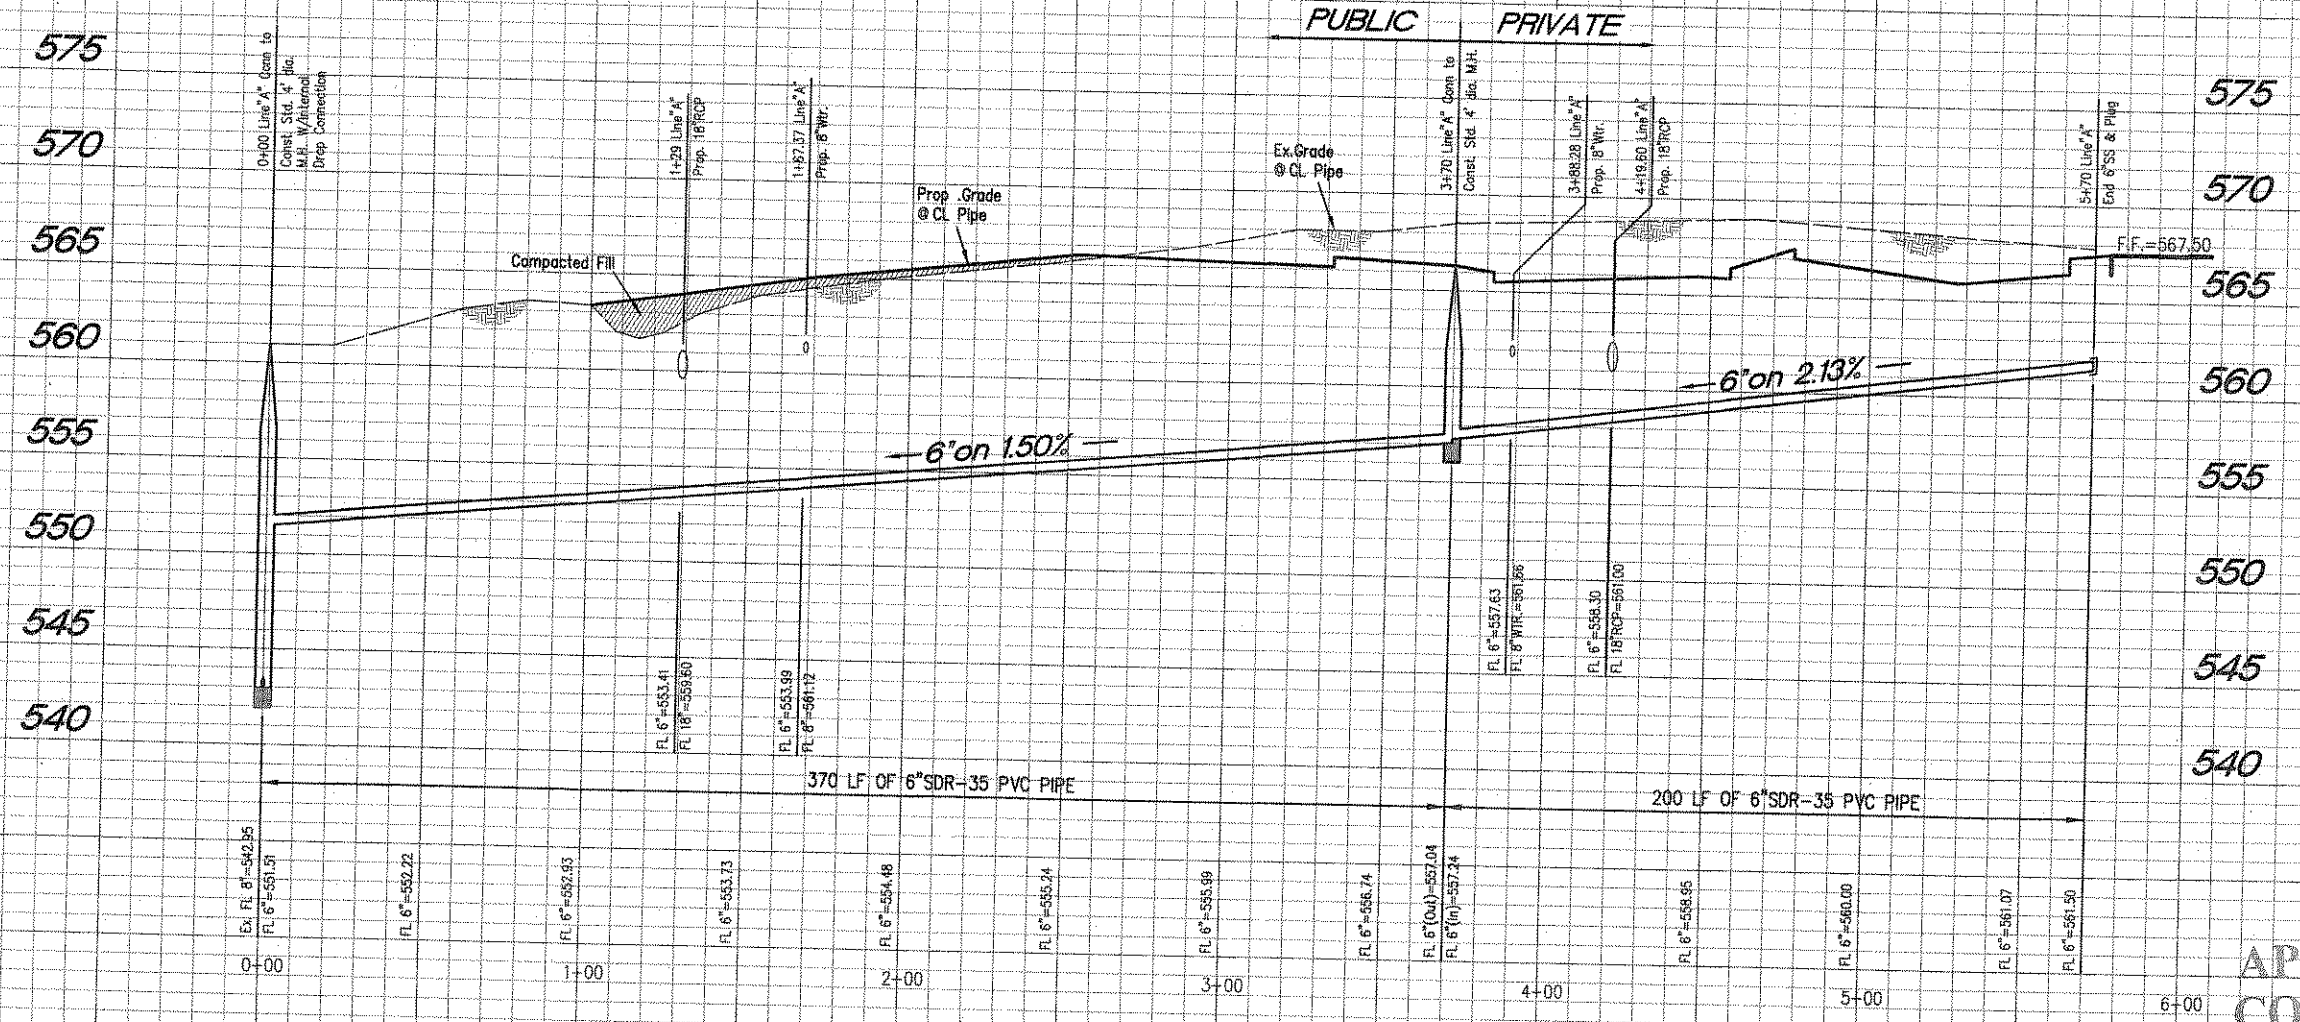 PUBLIC
PRIVATE
575
570
565
560
555
550
545
540
575
570
565
560
555
550
545
540
0+00 Line"A" Conn to
Const. Std. 4' dia.
M.H. W/Internal
Drop Connection
1+29 Line"A"
Prop. 18"RCP
1+67.37 Line"A"
Prop. 8"Wtr.
3+70 Line"A" Conn to
Const. Std. 4' dia. M.H.
3+88.28 Line"A"
Prop. 8"Wtr.
4+19.60 Line"A"
Prop. 18"RCP
5+70 Line"A"
End 6"SS & Plug
Compacted Fill
Prop .Grade
@ CL Pipe
Ex.Grade
@ CL Pipe
F.F.=567.50
6"on 1.50%
6"on 2.13%
FL 6"=553.41
FL 18"=559.60
FL 6"=553.99
FL 8"=561.12
FL 6"=557.63
FL 8"WTR.=561.66
FL 6"=558.30
FL 18"RCP=561.00
370 LF OF 6"SDR-35 PVC PIPE
200 LF OF 6"SDR-35 PVC PIPE
Ex. FL 8"=542.95
FL 6"=551.51
FL 6"=552.22
FL 6"=552.93
FL 6"=553.73
FL 6"=554.48
FL 6"=555.24
FL 6"=555.99
FL 6"=556.74
FL 6"(Out)=557.04
FL 6"(In)=557.24
FL 6"=558.95
FL 6"=560.00
FL 6"=561.07
FL 6"=561.50
0+00
1+00
2+00
3+00
4+00
5+00
6+00
AP
CO